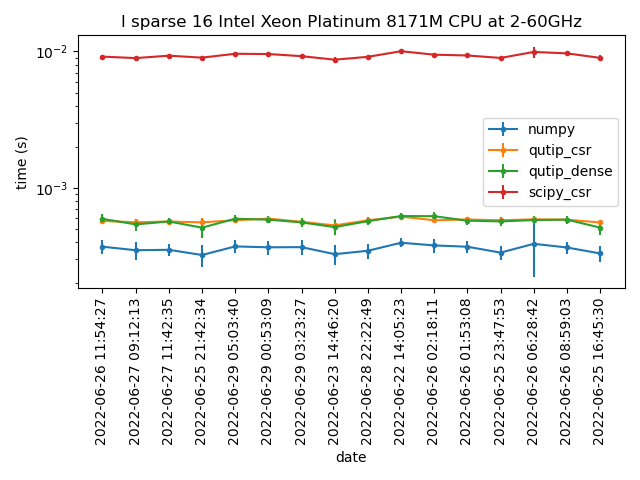 I sparse 16 Intel Xeon Platinum 8171M CPU at 2-60GHz
10⁻²
10⁻³
time (s)
numpy
qutip_csr
qutip_dense
scipy_csr
2022-06-26 11:54:27
2022-06-27 09:12:13
2022-06-27 11:42:35
2022-06-25 21:42:34
2022-06-29 05:03:40
2022-06-29 00:53:09
2022-06-29 03:23:27
2022-06-23 14:46:20
2022-06-28 22:22:49
2022-06-22 14:05:23
2022-06-26 02:18:11
2022-06-26 01:53:08
2022-06-25 23:47:53
2022-06-26 06:28:42
2022-06-26 08:59:03
2022-06-25 16:45:30
date